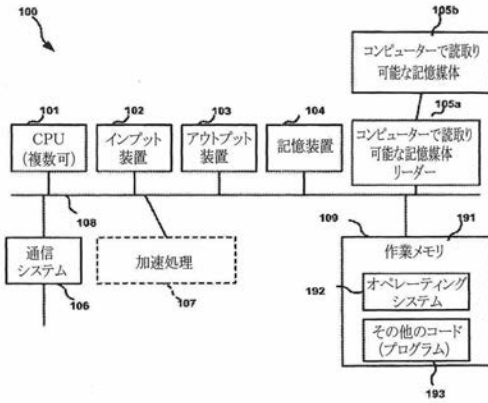 100
105b
コンピューターで読取り
可能な記憶媒体
101
102
103
104
105a
CPU
(複数可)
インプット
装置
アウトプット
装置
記憶装置
コンピューターで読取り
可能な記憶媒体
リーダー
108
109
191
通信
システム
106
加速処理
107
作業メモリ
192
オペレーティング
システム
その他のコード
(プログラム)
193